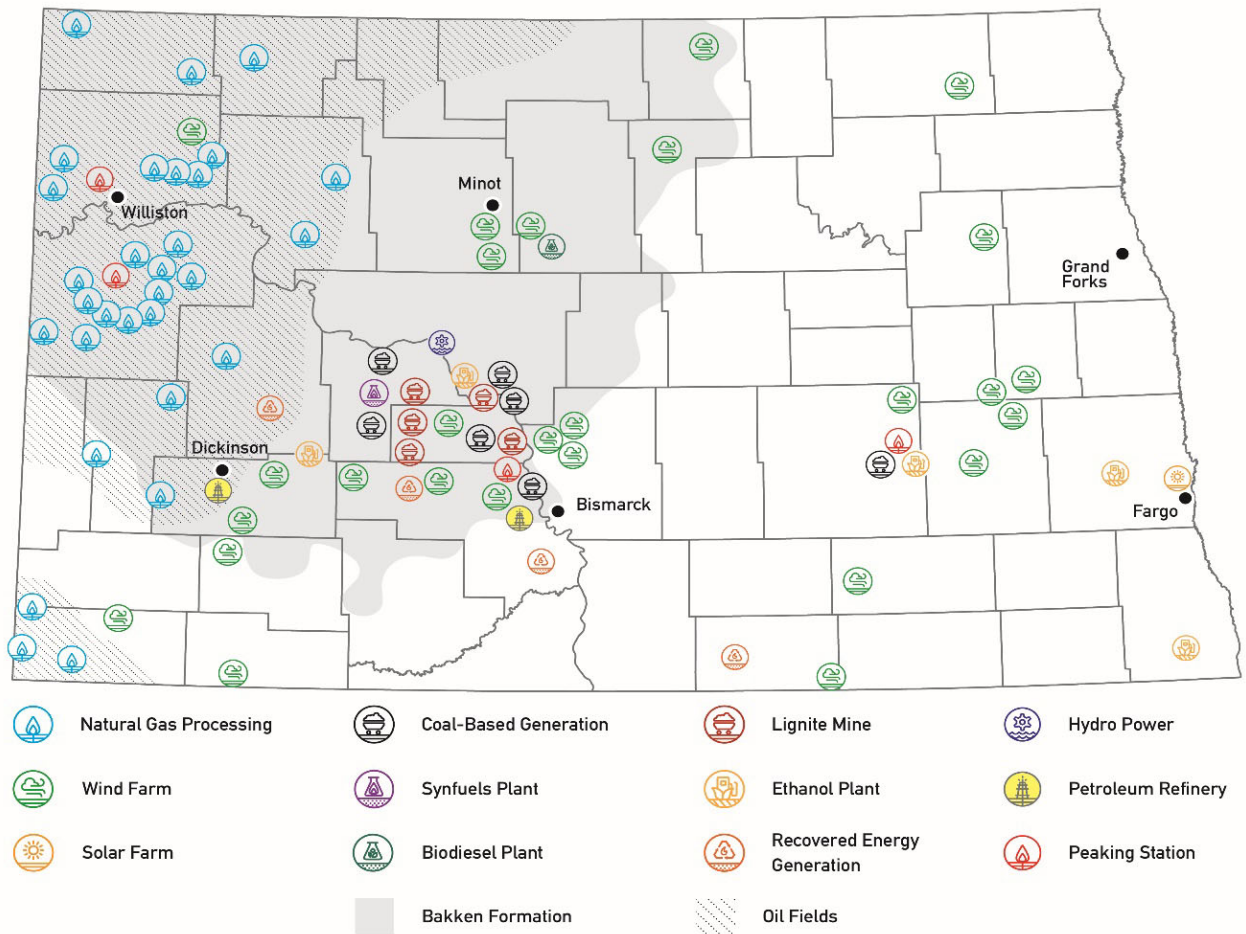 Minot
Williston
Grand
Forks
Dickinson
Bismarck
Fargo
Natural Gas Processing
Coal-Based Generation
Lignite Mine
Hydro Power
Wind Farm
Synfuels Plant
Ethanol Plant
Petroleum Refinery
Solar Farm
Biodiesel Plant
Recovered Energy
Generation
Peaking Station
Bakken Formation
Oil Fields